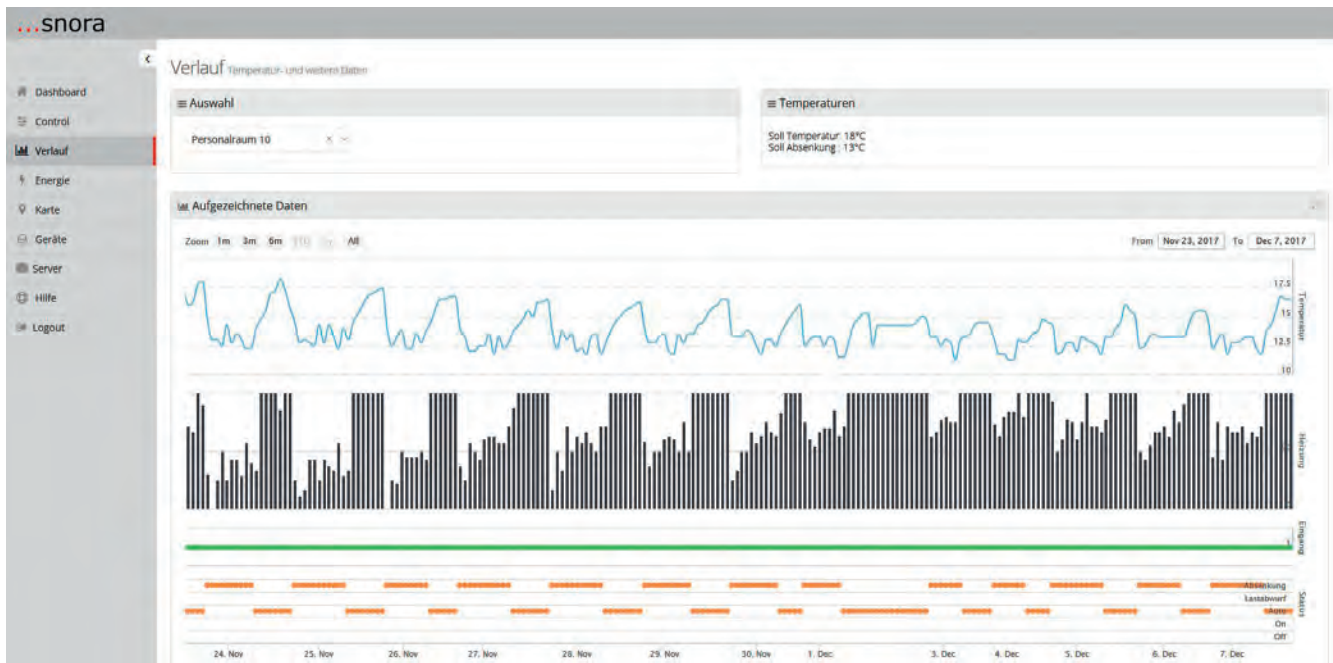 ...snora
Verlauf Temperatur- und weitere Daten
Dashboard
Control
Verlauf
Energie
Karte
Geräte
Server
Hilfe
Logout
Auswahl
Personalraum 10
Temperaturen
Soll Temperatur: 18°C
Soll Absenkung : 13°C
Aufgezeichnete Daten
Zoom 1m 3m 6m YTD All
From Nov 23, 2017 To Dec 7, 2017
17.5
15
12.5
10
Temperatur
Heizung
1
Eingang
Absenkung
Lastabwurf
Auto
On
Off
Status
24. Nov 25. Nov 26. Nov 27. Nov 28. Nov 29. Nov 30. Nov 1. Dec 3. Dec 4. Dec 5. Dec 6. Dec 7. Dec